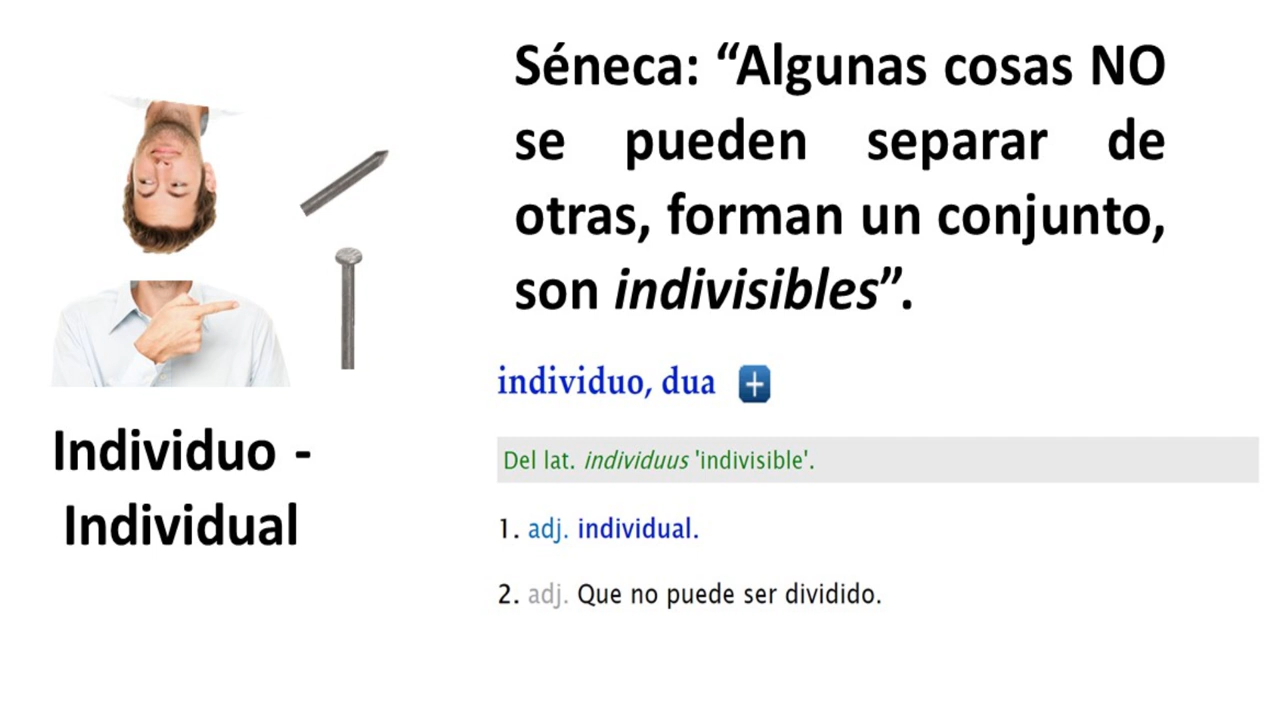 Séneca: “Algunas cosas NO
se pueden separar de
otras, forman un conjunto,
son indivisibles”.
individuo, dua +
Del lat. individuus 'indivisible'.
1. adj. individual.
2. adj. Que no puede ser dividido.
Individuo -
Individual